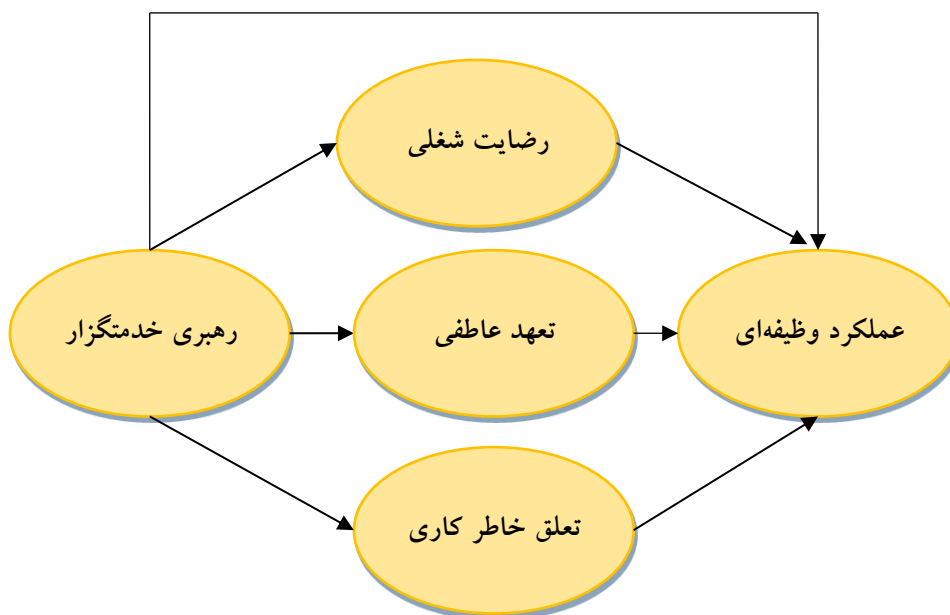 رضایت شغلی
رهبری خدمتگزار
تعهد عاطفی
عملکرد وظیفه‌ای
تعلق خاطر کاری